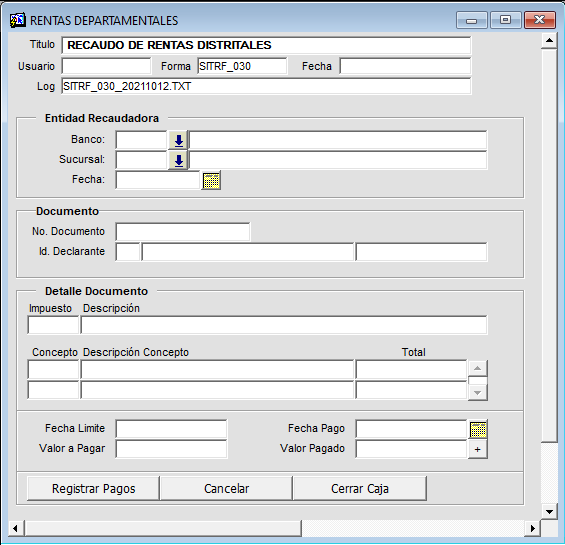 RENTAS DEPARTAMENTALES
Titulo RECAUDO DE RENTAS DISTRITALES
Usuario Forma SITRF_030 Fecha
Log SITRF_030_20211012.TXT
Entidad Recaudadora
Banco:
Sucursal:
Fecha:
Documento
No. Documento
Id. Declarante
Detalle Documento
Impuesto Descripción
Concepto Descripción Concepto Total
Fecha Limite Fecha Pago
Valor a Pagar Valor Pagado +
Registrar Pagos Cancelar Cerrar Caja